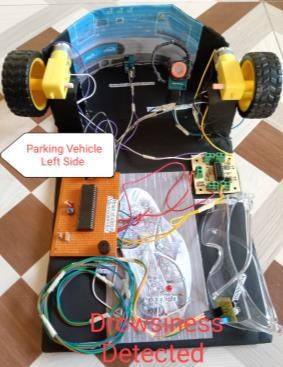 Parking Vehicle
Left Side
Drowsiness
Detected